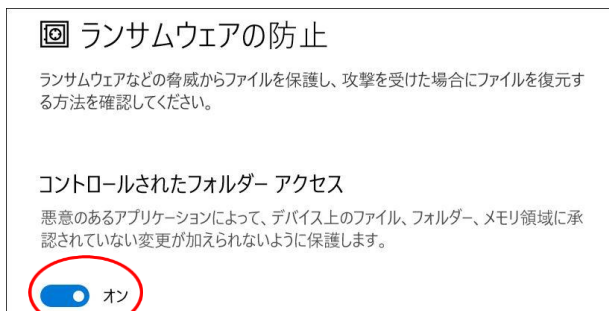 ランサムウェアの防止
ランサムウェアなどの脅威からファイルを保護し、攻撃を受けた場合にファイルを復元す
る方法を確認してください。
コントロールされたフォルダー アクセス
悪意のあるアプリケーションによって、デバイス上のファイル、フォルダー、メモリ領域に承
認されていない変更が加えられないように保護します。
オン